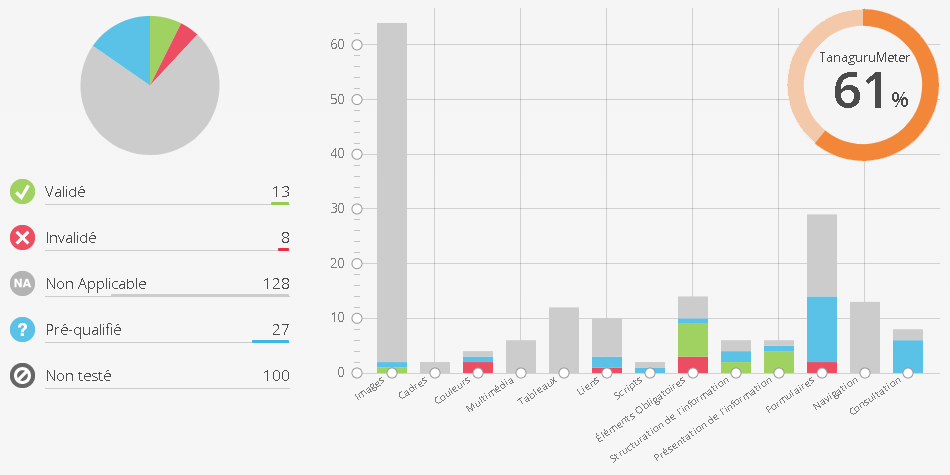 Validé 13
Invalidé 8
NA Non Applicable 128
? Pré-qualifié 27
Non testé 100
60
50
40
30
20
10
0
Images
Cadres
Couleurs
Multimédia
Tableaux
Liens
Scripts
Éléments Obligatoires
Structuration de l'information
Présentation de l'information
Formulaires
Navigation
Consultation
TanaguruMeter
61 %